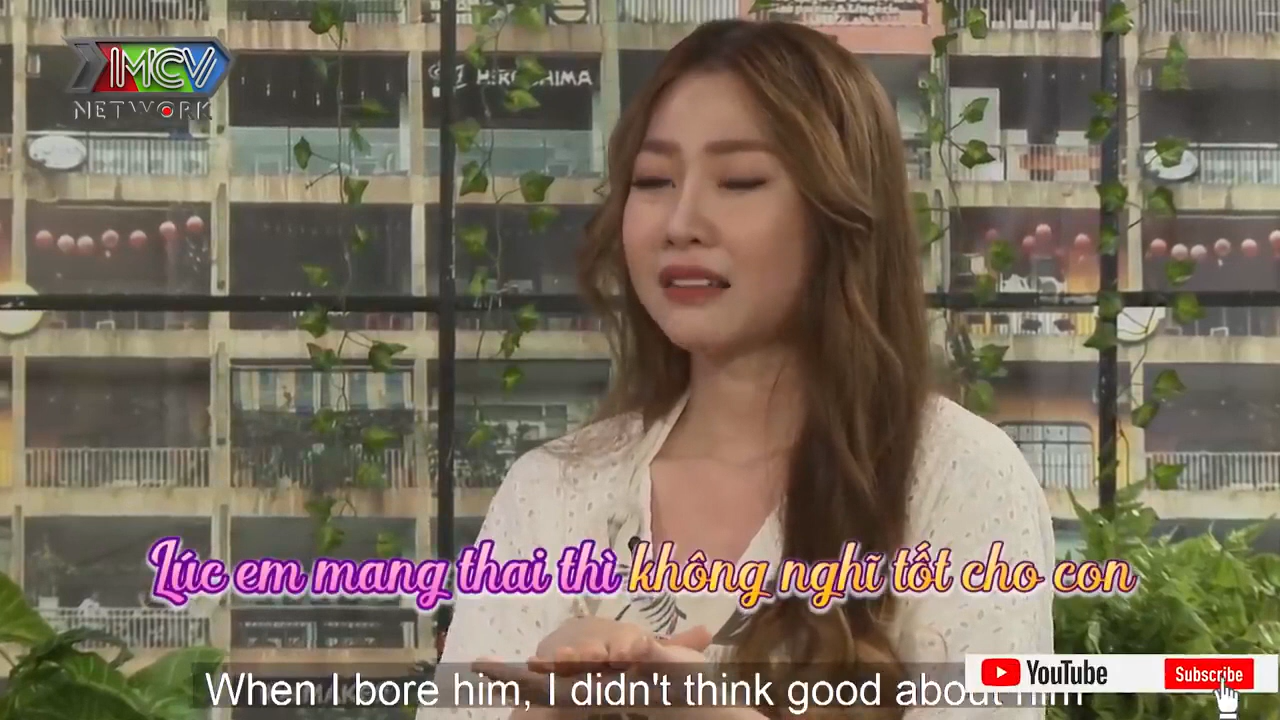 MCV
NETWORK
HIROSHIMA
Lúc em mang thai thì không nghĩ tốt cho con
When I bore him, I didn't think good about him
YouTube
Subscribe